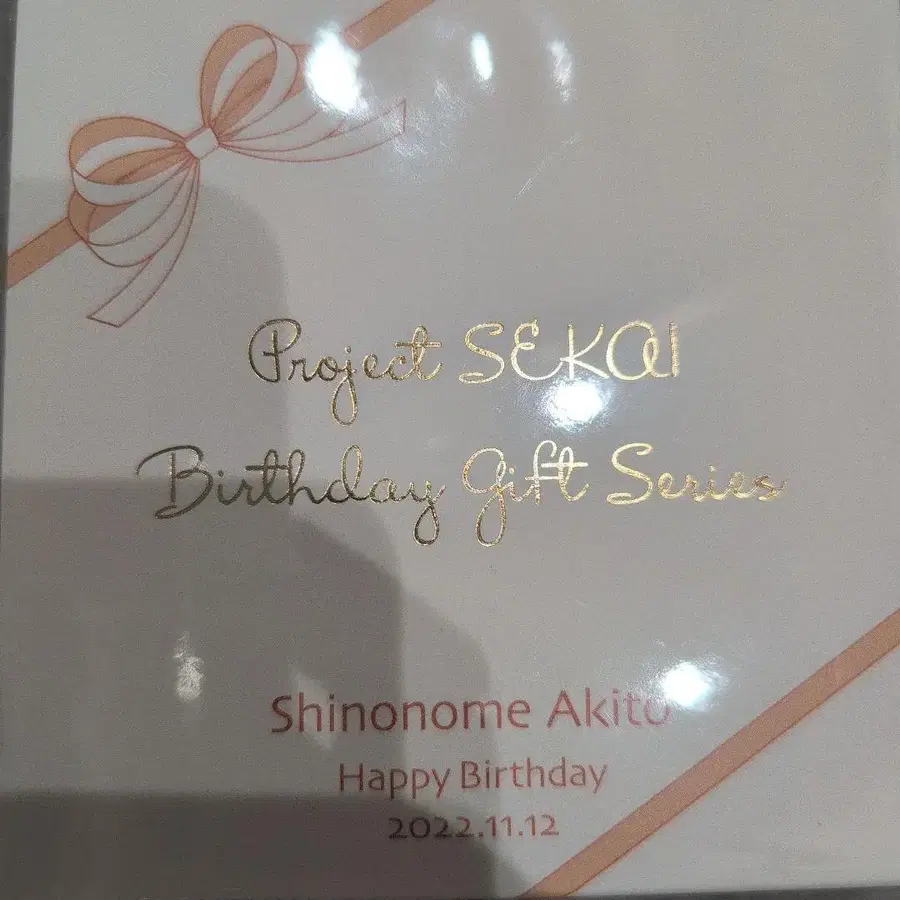 Project SEKAI
Birthday Gift Series
Shinonome Akito
Happy Birthday
2022.11.12